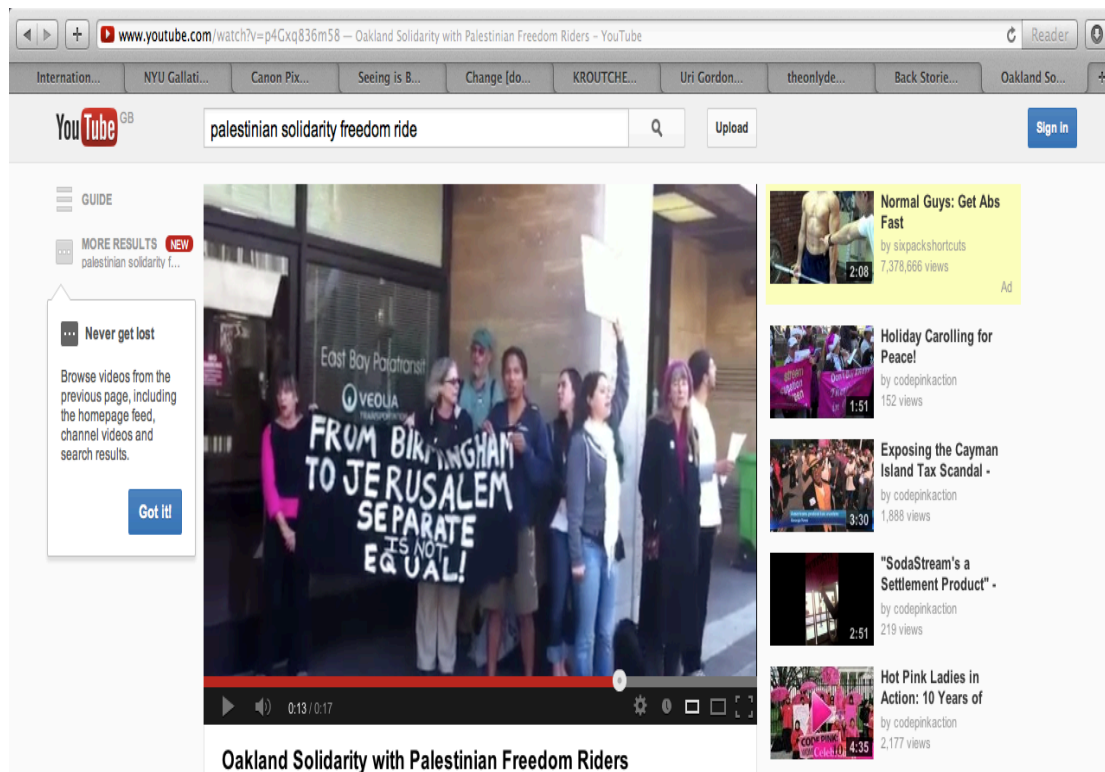 www.youtube.com/watch?v=p4Gxq836m58 — Oakland Solidarity with Palestinian Freedom Riders – YouTube
Reader
Internation...
NYU Gallati...
Canon Pix...
Seeing is B...
Change [do...
KROUTCHE...
Uri Gordon...
theonlyde...
Back Storie...
Oakland So...
YouTube GB
palestinian solidarity freedom ride
Upload
Sign in
GUIDE
MORE RESULTS NEW
palestinian solidarity f...
Never get lost
Browse videos from the
previous page, including
the homepage feed,
channel videos and
search results.
Got it!
East Bay Paratransit
VEOLIA
TRANSPORTATION
FROM BIRMINGHAM
TO JERUSALEM
SEPARATE
IS NOT
EQUAL!
0:13 / 0:17
Oakland Solidarity with Palestinian Freedom Riders
Normal Guys: Get Abs
Fast
by sixpackshortcuts
7,378,666 views
2:08
Ad
Holiday Carolling for
Peace!
by codepinkaction
152 views
1:51
Exposing the Cayman
Island Tax Scandal -
by codepinkaction
1,888 views
3:30
"SodaStream's a
Settlement Product" -
by codepinkaction
219 views
2:51
Hot Pink Ladies in
Action: 10 Years of
by codepinkaction
2,177 views
CODE PINK
4:35